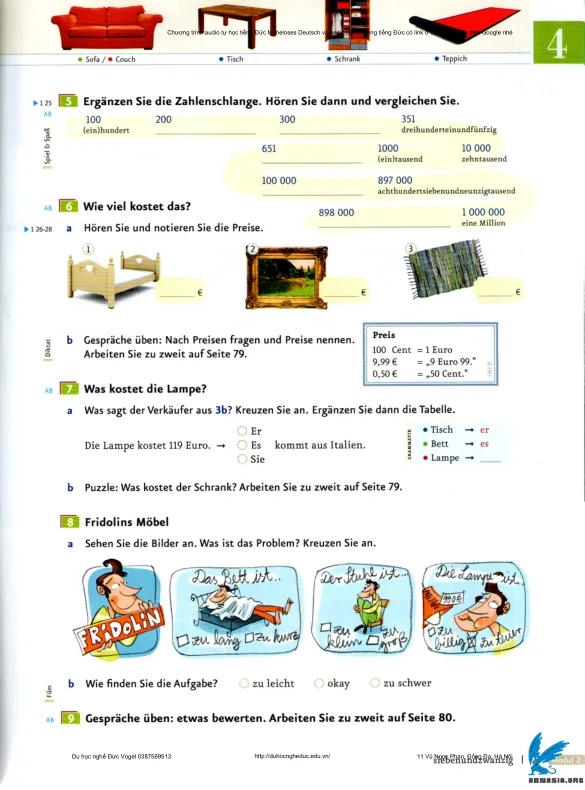 4
Chương trình audio tự học tiếng Đức
Deutsch
tiếng Đức có link ở
Google nhé
• Sofa / • Couch
• Tisch
• Schrank
• Teppich
▶ 1 25
5 Ergänzen Sie die Zahlenschlange. Hören Sie dann und vergleichen Sie.
AB
Spiel & Spaß
100
200
300
351
(ein)hundert
dreihunderteinundfünfzig
651
1000
10 000
(ein)tausend
zehntausend
100 000
897 000
achthundertsiebenundneunzigtausend
898 000
1 000 000
eine Million
AB 6 Wie viel kostet das?
▶ 1 26-28 a Hören Sie und notieren Sie die Preise.
1
€
2
€
3
€
Diktat
b Gespräche üben: Nach Preisen fragen und Preise nennen.
Arbeiten Sie zu zweit auf Seite 79.
Preis
100 Cent = 1 Euro
9,99 € = „9 Euro 99."
0,50 € = „50 Cent."
INFO
AB 7 Was kostet die Lampe?
a Was sagt der Verkäufer aus 3b? Kreuzen Sie an. Ergänzen Sie dann die Tabelle.
Er
Die Lampe kostet 119 Euro. → Es kommt aus Italien.
Sie
GRAMMATIK
• Tisch → er
• Bett → es
• Lampe → ____
b Puzzle: Was kostet der Schrank? Arbeiten Sie zu zweit auf Seite 79.
8 Fridolins Möbel
a Sehen Sie die Bilder an. Was ist das Problem? Kreuzen Sie an.
FRIDOLIN
Das Bett ist...
zu lang zu kurz
Der Stuhl ist...
zu klein zu groß
Die Lampe ist..
990€
zu billig zu teuer
Film
b Wie finden Sie die Aufgabe? zu leicht okay zu schwer
AB 9 Gespräche üben: etwas bewerten. Arbeiten Sie zu zweit auf Seite 80.
Du học nghề Đức Vogel 0387569513
http://duhocngheduc.edu.vn/
11 Vũ Ngọc Phan, Đống Đa, Hà Nội
siebenundzwanzig
Modul 2
ABMASIA.ORG